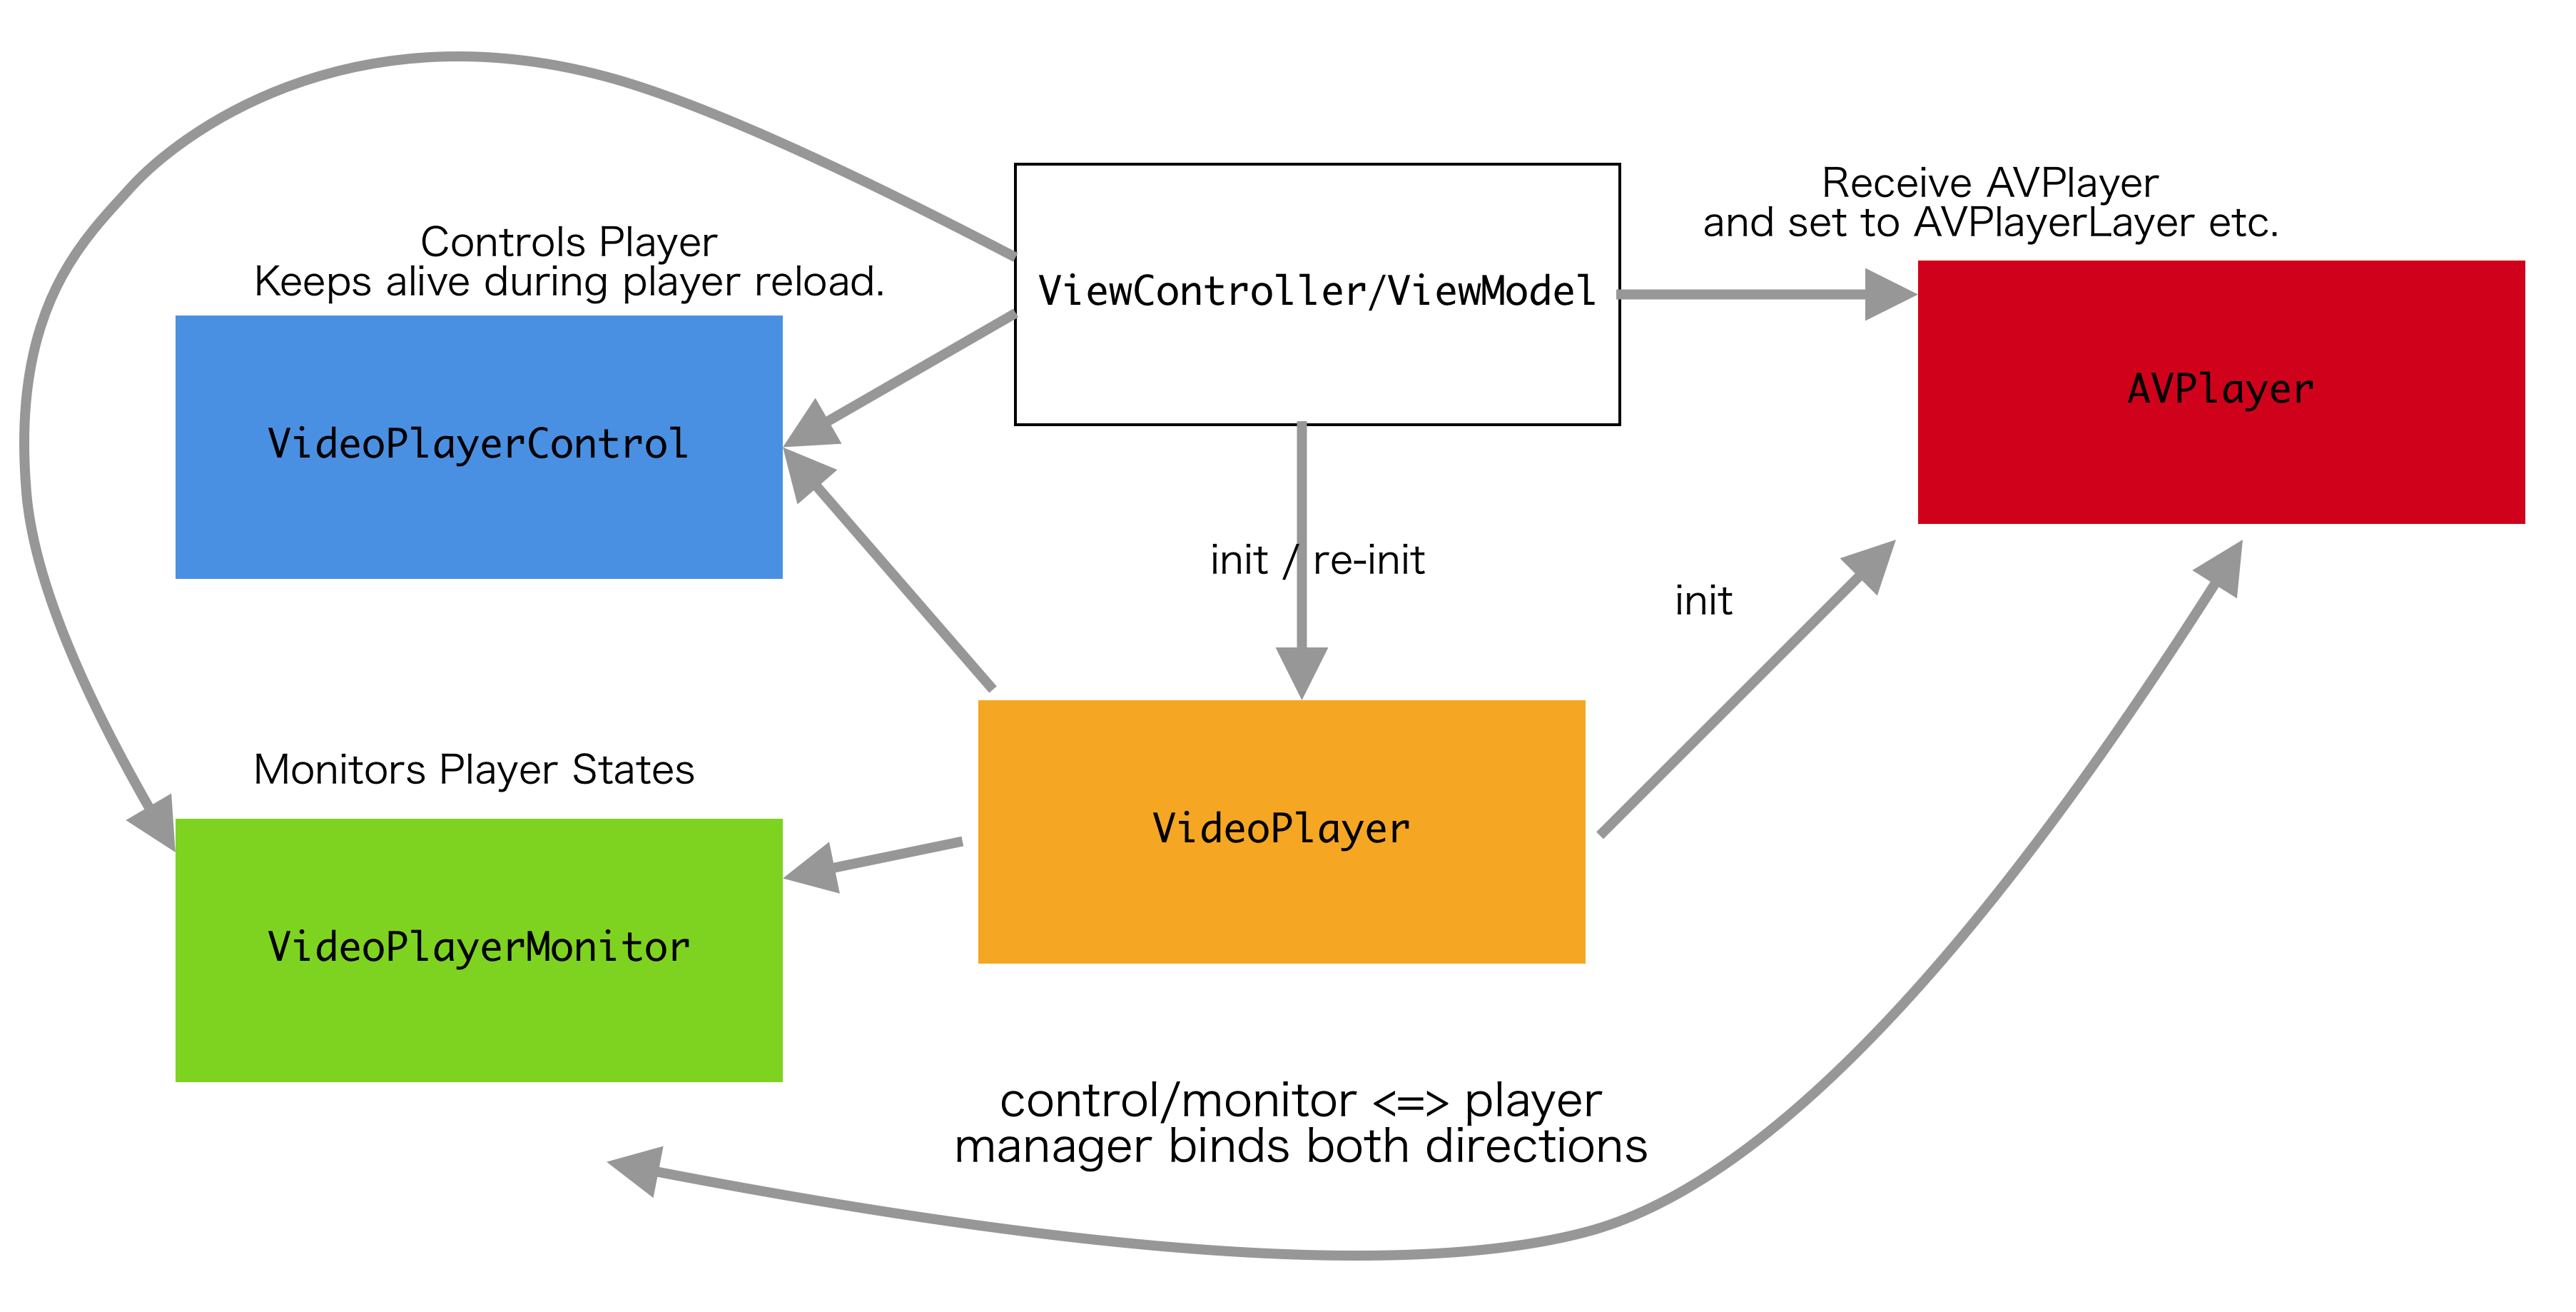 Receive AVPlayer
and set to AVPlayerLayer etc.
Controls Player
Keeps alive during player reload.
ViewController/ViewModel
AVPlayer
VideoPlayerControl
init / re-init
init
Monitors Player States
VideoPlayer
VideoPlayerMonitor
control/monitor <=> player
manager binds both directions